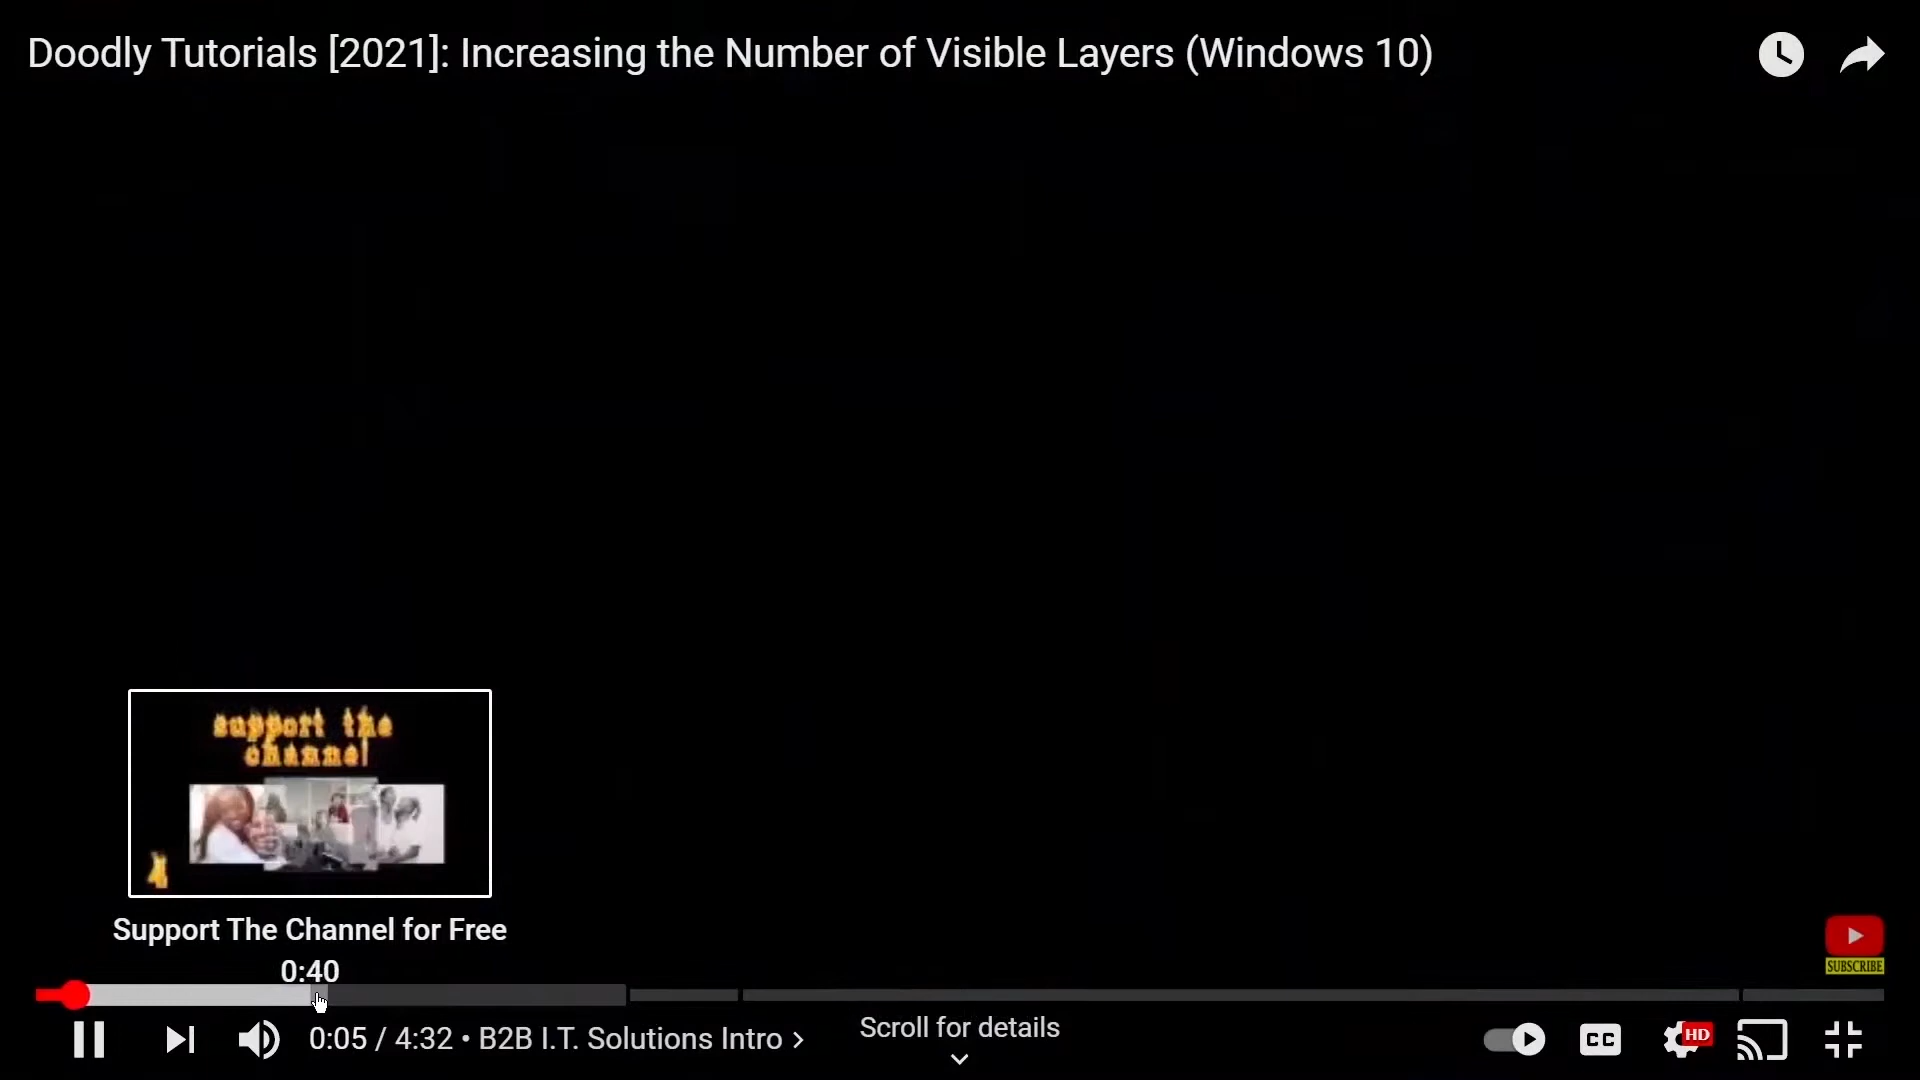 Doodly Tutorials [2021]: Increasing the Number of Visible Layers (Windows 10)
support the
channel
Support The Channel for Free
0:40
SUBSCRIBE
0:05 / 4:32 • B2B I.T. Solutions Intro
Scroll for details
CC
HD